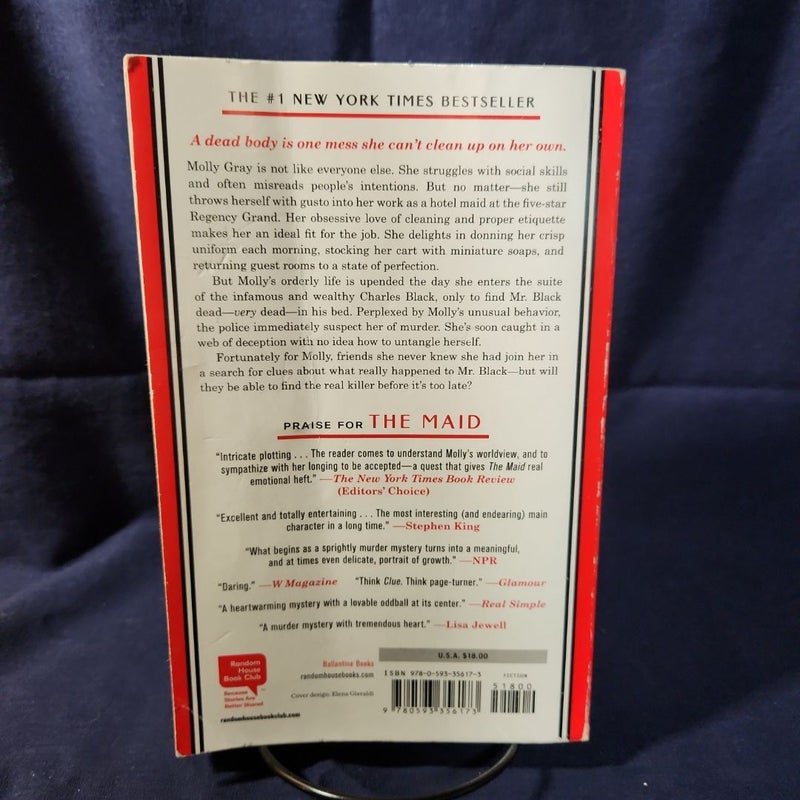 THE #1 NEW YORK TIMES BESTSELLER
A dead body is one mess she can't clean up on her own.
Molly Gray is not like everyone else. She struggles with social skills
and often misreads people's intentions. But no matter—she still
throws herself with gusto into her work as a hotel maid at the five-star
Regency Grand. Her obsessive love of cleaning and proper etiquette
makes her an ideal fit for the job. She delights in donning her crisp
uniform each morning, stocking her cart with miniature soaps, and
returning guest rooms to a state of perfection.
But Molly's orderly life is upended the day she enters the suite
of the infamous and wealthy Charles Black, only to find Mr. Black
dead—very dead—in his bed. Perplexed by Molly's unusual behavior,
the police immediately suspect her of murder. She's soon caught in a
web of deception with no idea how to untangle herself.
Fortunately for Molly, friends she never knew she had join her in
a search for clues about what really happened to Mr. Black—but will
they be able to find the real killer before it's too late?
PRAISE FOR THE MAID
"Intricate plotting . . . The reader comes to understand Molly's worldview, and to
sympathize with her longing to be accepted—a quest that gives The Maid real
emotional heft." —The New York Times Book Review
(Editors' Choice)
"Excellent and totally entertaining . . . The most interesting (and endearing) main
character in a long time." —Stephen King
"What begins as a sprightly murder mystery turns into a meaningful,
and at times even delicate, portrait of growth." —NPR
"Daring." —W Magazine "Think Clue. Think page-turner." —Glamour
"A heartwarming mystery with a lovable oddball at its center." —Real Simple
"A murder mystery with tremendous heart." —Lisa Jewell
Random
House
Book Club
Because
Stories Are
Better Shared
randomhousebookclub.com
Ballantine Books
randomhousebooks.com
Cover design: Elena Giavaldi
U.S.A. $18.00
ISBN 978-0-593-35617-3
FICTION
51800
9 780593 356173